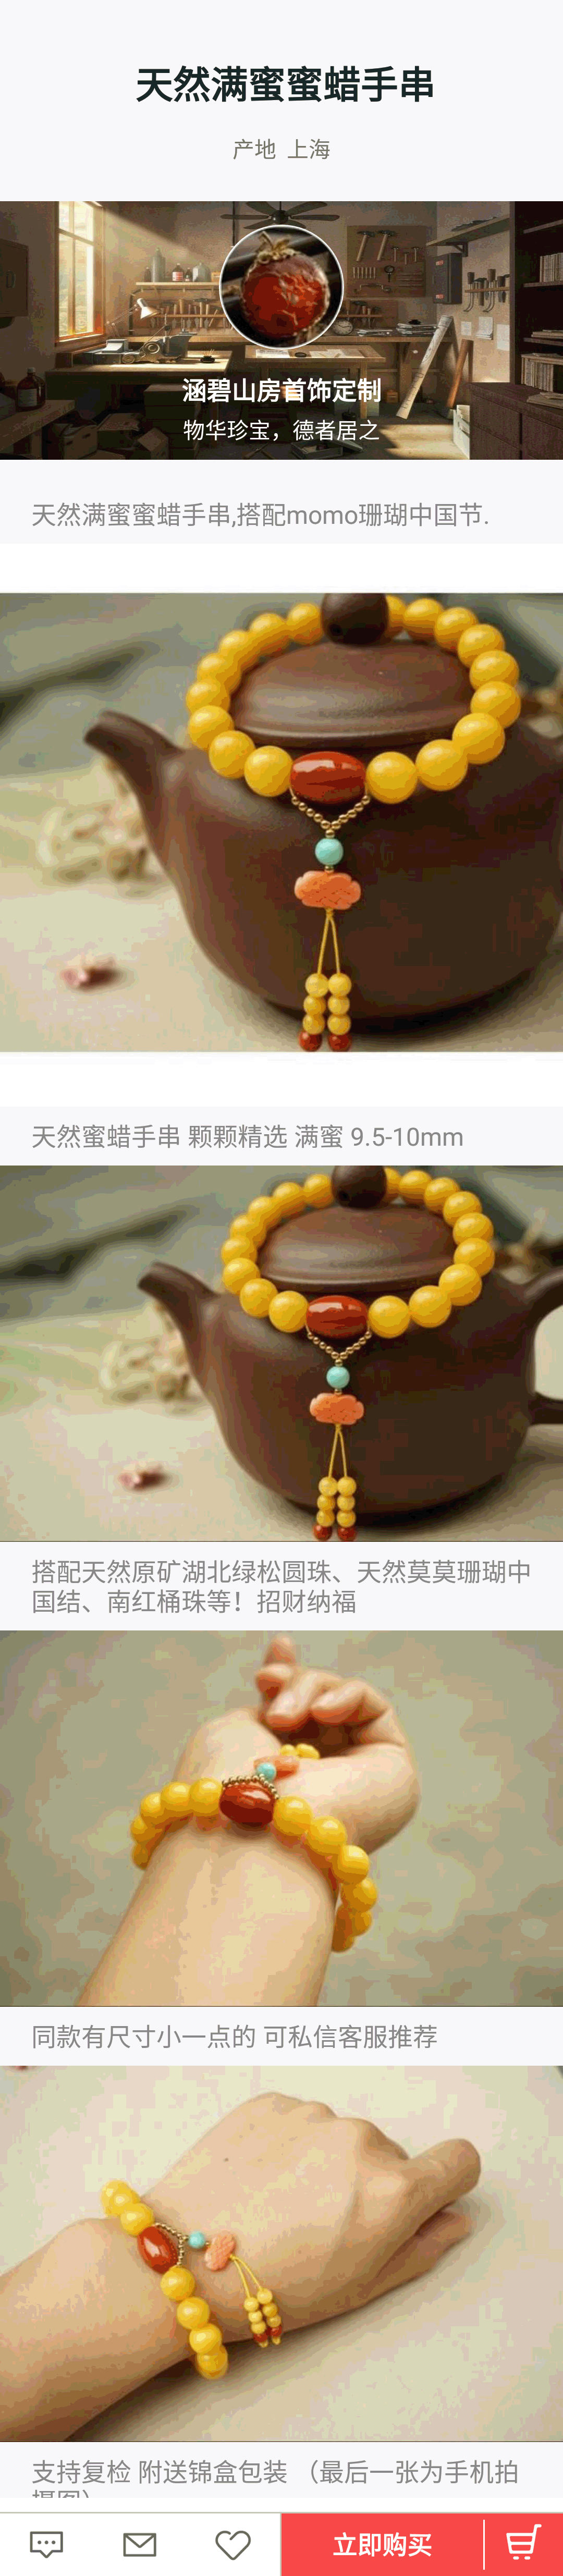 天然满蜜蜜蜡手串
产地 上海
涵碧山房首饰定制
物华珍宝，德者居之
天然满蜜蜜蜡手串,搭配momo珊瑚中国节.
天然蜜蜡手串 颗颗精选 满蜜 9.5-10mm
搭配天然原矿湖北绿松圆珠、天然莫莫珊瑚中
国结、南红桶珠等！招财纳福
同款有尺寸小一点的 可私信客服推荐
支持复检 附送锦盒包装 （最后一张为手机拍
摄图）
立即购买